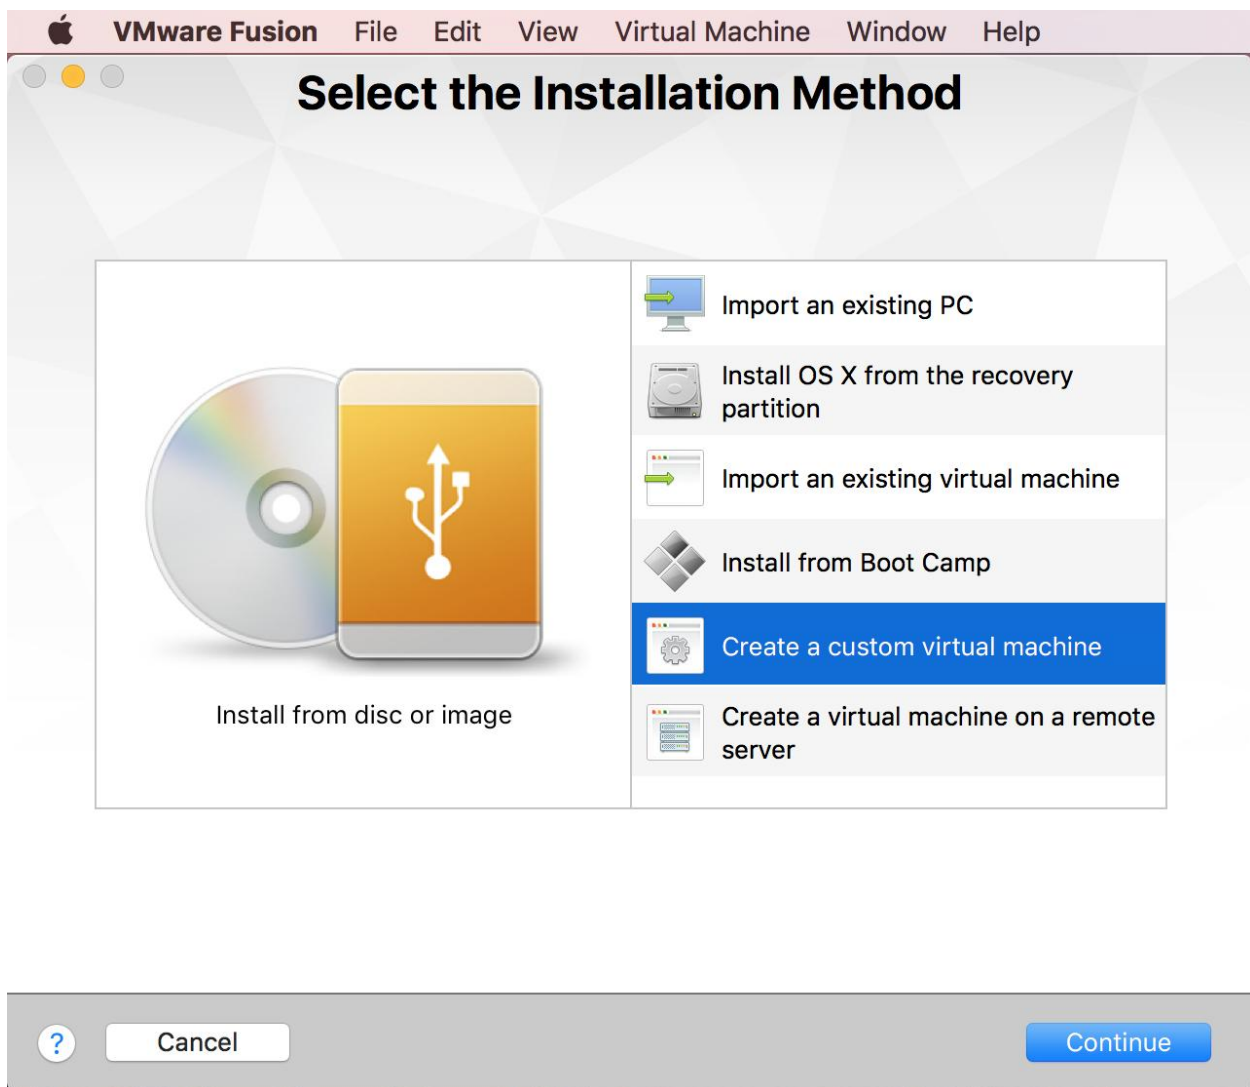 VMware Fusion File Edit View Virtual Machine Window Help
Select the Installation Method
Install from disc or image
Import an existing PC
Install OS X from the recovery
partition
Import an existing virtual machine
Install from Boot Camp
Create a custom virtual machine
Create a virtual machine on a remote
server
? Cancel Continue